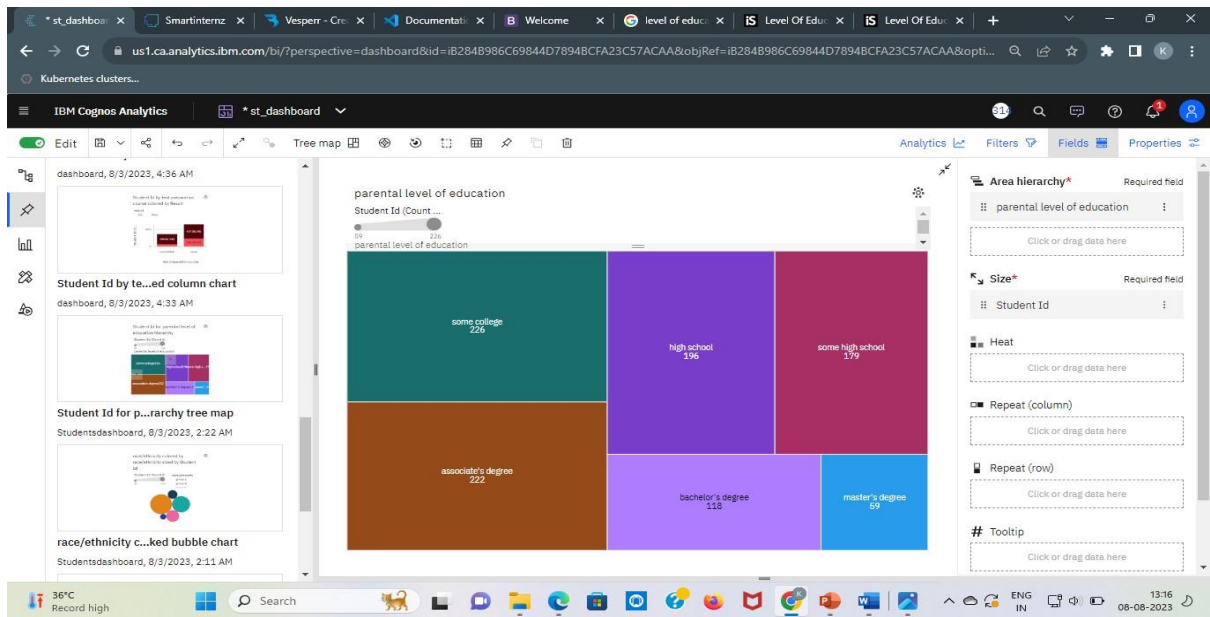 * st_dashboar
Smartinternz
Vesperr - Cre
Documentati
Welcome
level of educa
Level Of Educ
Level Of Educ
us1.ca.analytics.ibm.com/bi/?perspective=dashboard&id=iB284B986C69844D7894BCFA23C57ACAA&objRef=iB284B986C69844D7894BCFA23C57ACAA&opti...
K
Kubernetes clusters...
IBM Cognos Analytics
* st_dashboard
1
Edit
Tree map
Analytics
Filters
Fields
Properties
dashboard, 8/3/2023, 4:36 AM
Student Id by te...ed column chart
dashboard, 8/3/2023, 4:33 AM
Student Id for p...rarchy tree map
Studentsdashboard, 8/3/2023, 2:22 AM
race/ethnicity c...ked bubble chart
Studentsdashboard, 8/3/2023, 2:11 AM
parental level of education
Student Id (Count ...
59
226
parental level of education
some college
226
high school
196
some high school
179
associate's degree
222
bachelor's degree
118
master's degree
59
Area hierarchy*
Required field
parental level of education
Click or drag data here
Size*
Required field
Student Id
Heat
Click or drag data here
Repeat (column)
Click or drag data here
Repeat (row)
Click or drag data here
# Tooltip
Click or drag data here
36°C
Record high
Search
ENG
IN
13:16
08-08-2023